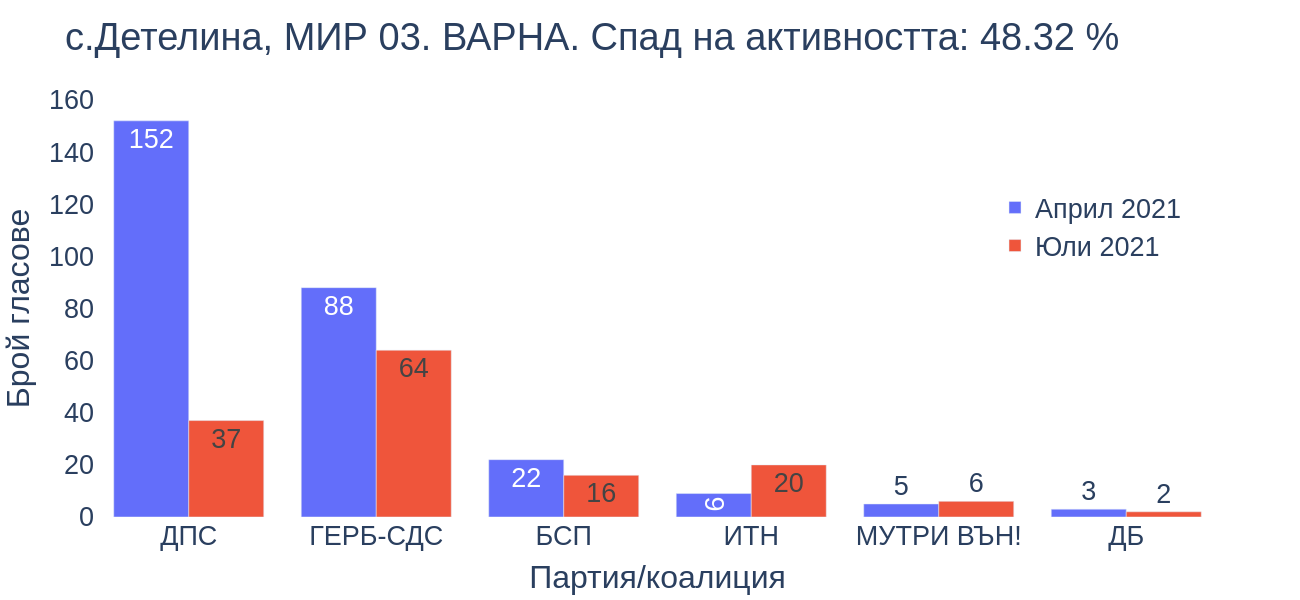 с.Детелина, МИР 03. ВАРНА. Спад на активността: 48.32 %
160
140
120
100
80
60
40
20
0
Брой гласове
152
37
88
64
22
16
9
20
5
6
3
2
Април 2021
Юли 2021
ДПС
ГЕРБ-СДС
БСП
ИТН
МУТРИ ВЪН!
ДБ
Партия/коалиция